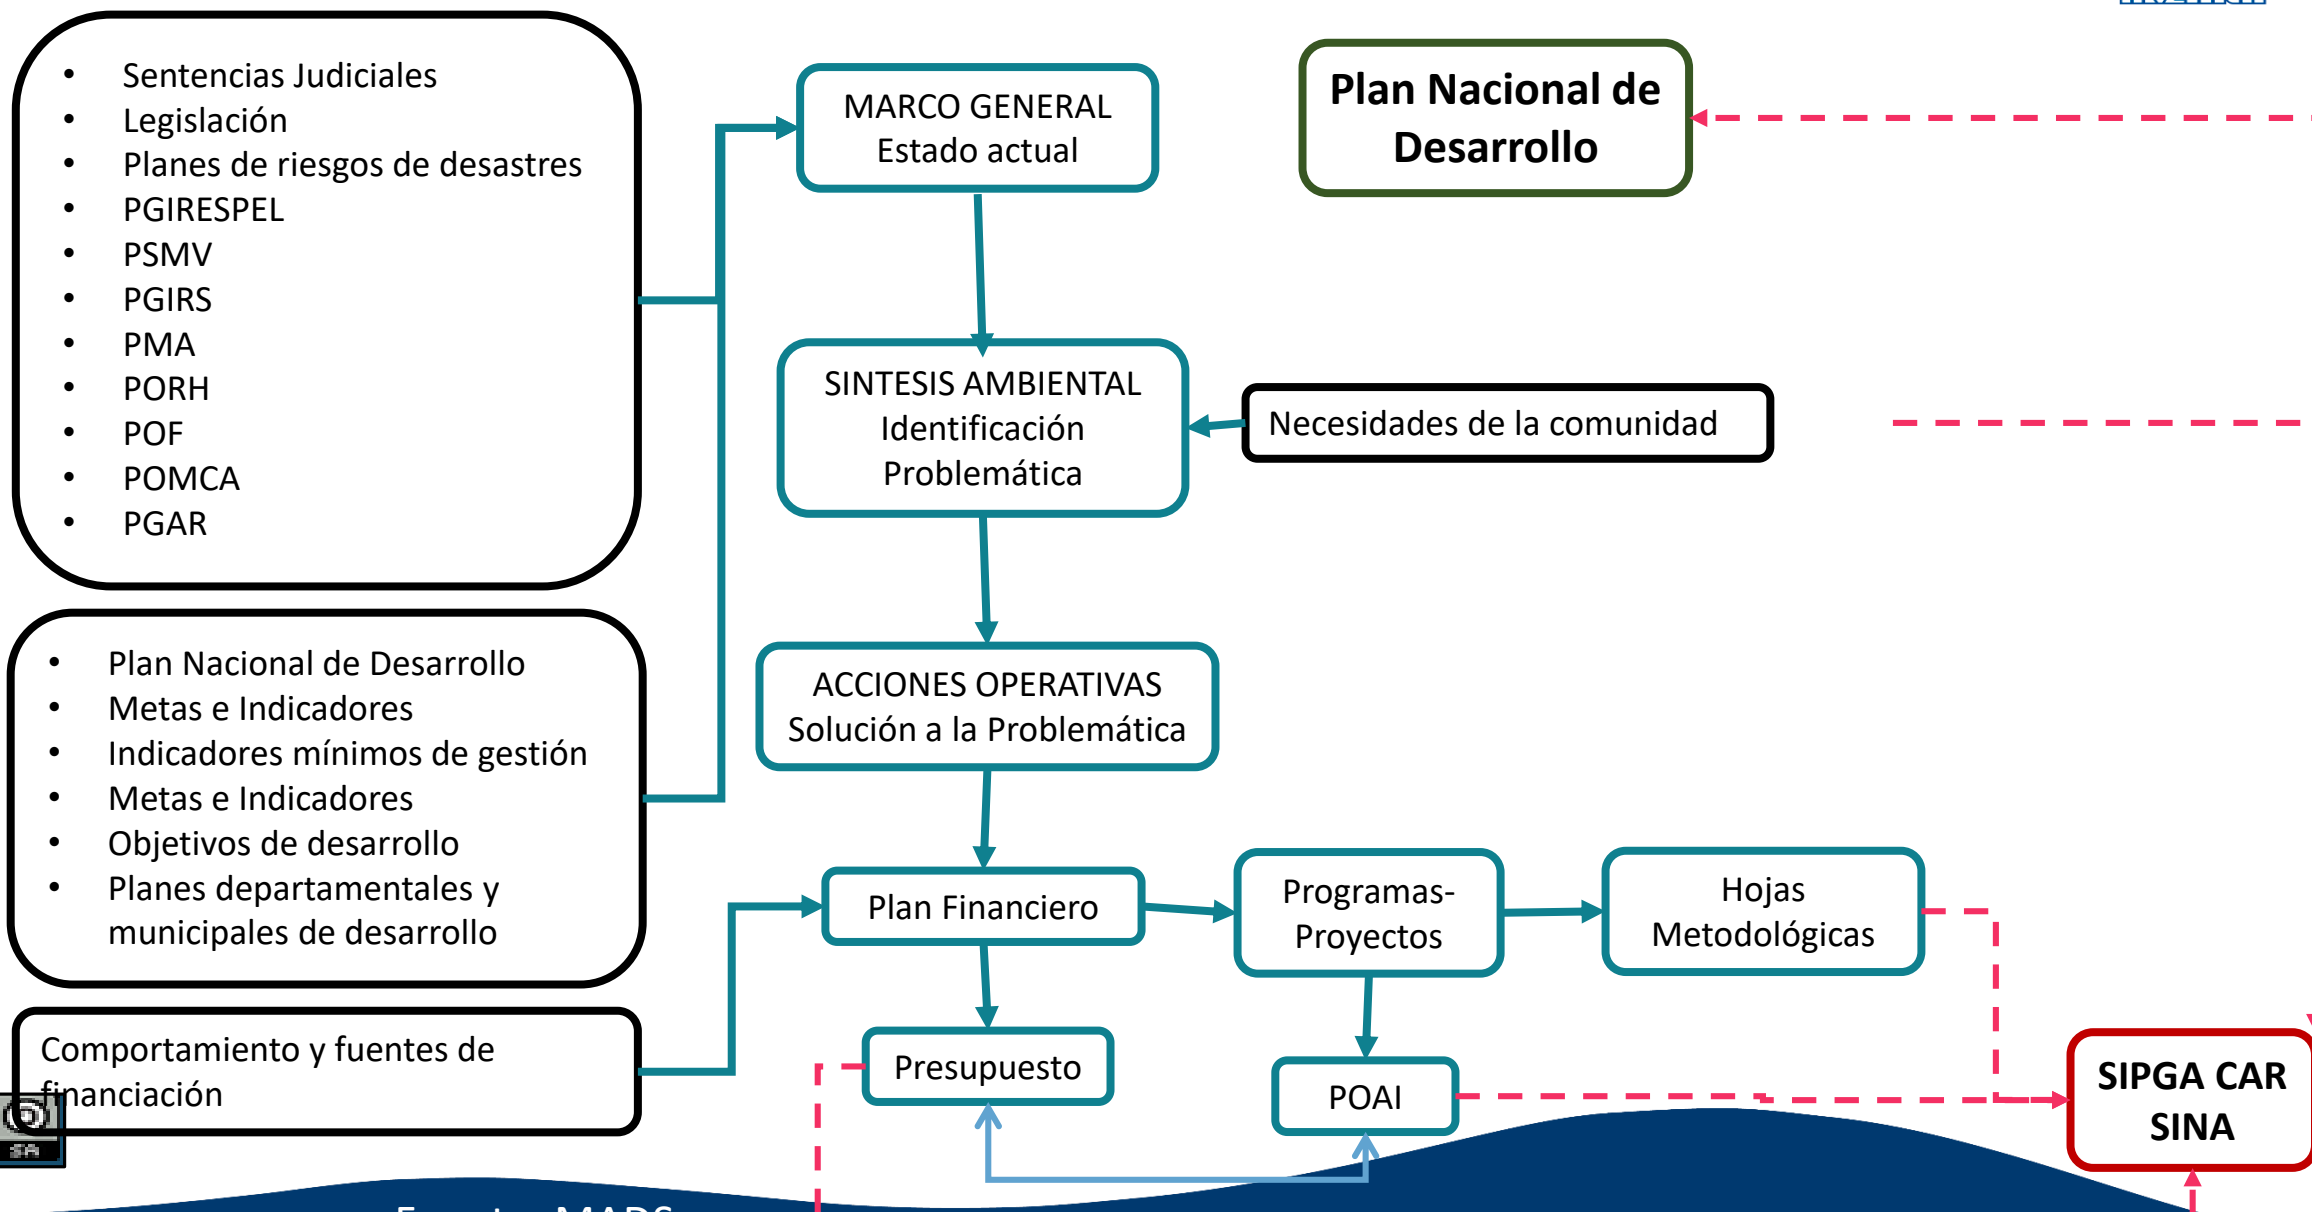 • Sentencias Judiciales
• Legislación
• Planes de riesgos de desastres
• PGIRESPEL
• PSMV
• PGIRS
• PMA
• PORH
• POF
• POMCA
• PGAR
• Plan Nacional de Desarrollo
• Metas e Indicadores
• Indicadores mínimos de gestión
• Metas e Indicadores
• Objetivos de desarrollo
• Planes departamentales y
municipales de desarrollo
Comportamiento y fuentes de
financiación
MARCO GENERAL
Estado actual
SINTESIS AMBIENTAL
Identificación
Problemática
Necesidades de la comunidad
ACCIONES OPERATIVAS
Solución a la Problemática
Plan Financiero
Presupuesto
Programas-
Proyectos
POAI
Hojas
Metodológicas
Plan Nacional de
Desarrollo
SIPGA CAR
SINA
SA